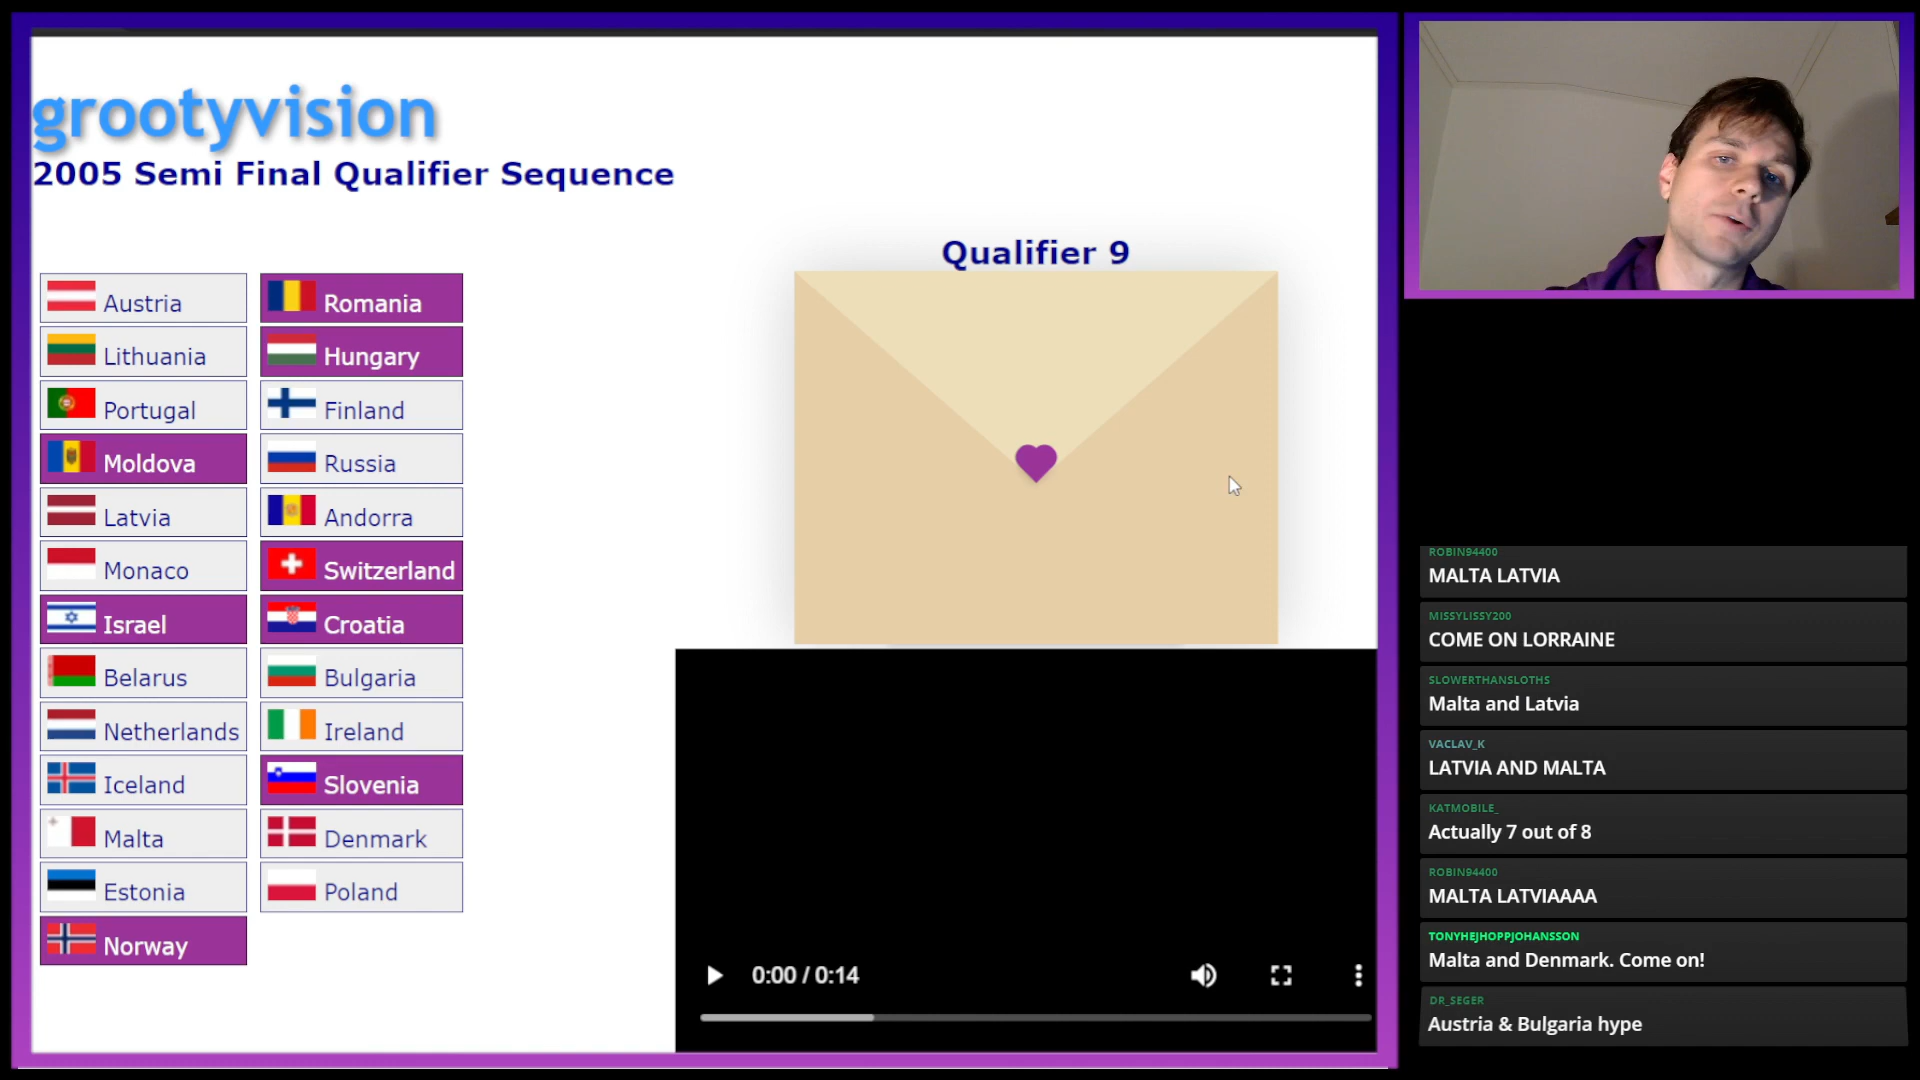 grootyvision
2005 Semi Final Qualifier Sequence
Qualifier 9
Austria
Romania
Lithuania
Hungary
Portugal
Finland
Moldova
Russia
Latvia
Andorra
Monaco
Switzerland
Israel
Croatia
Belarus
Bulgaria
Netherlands
Ireland
Iceland
Slovenia
Malta
Denmark
Estonia
Poland
Norway
0:00 / 0:14
ROBIN94400
MALTA LATVIA
MISSYLISSY200
COME ON LORRAINE
SLOWERTHANSLOTHS
Malta and Latvia
VACLAV_K
LATVIA AND MALTA
KATMOBILE_
Actually 7 out of 8
ROBIN94400
MALTA LATVIAAAA
TONYHEJHOPPJOHANSSON
Malta and Denmark. Come on!
DR_SEGER
Austria & Bulgaria hype